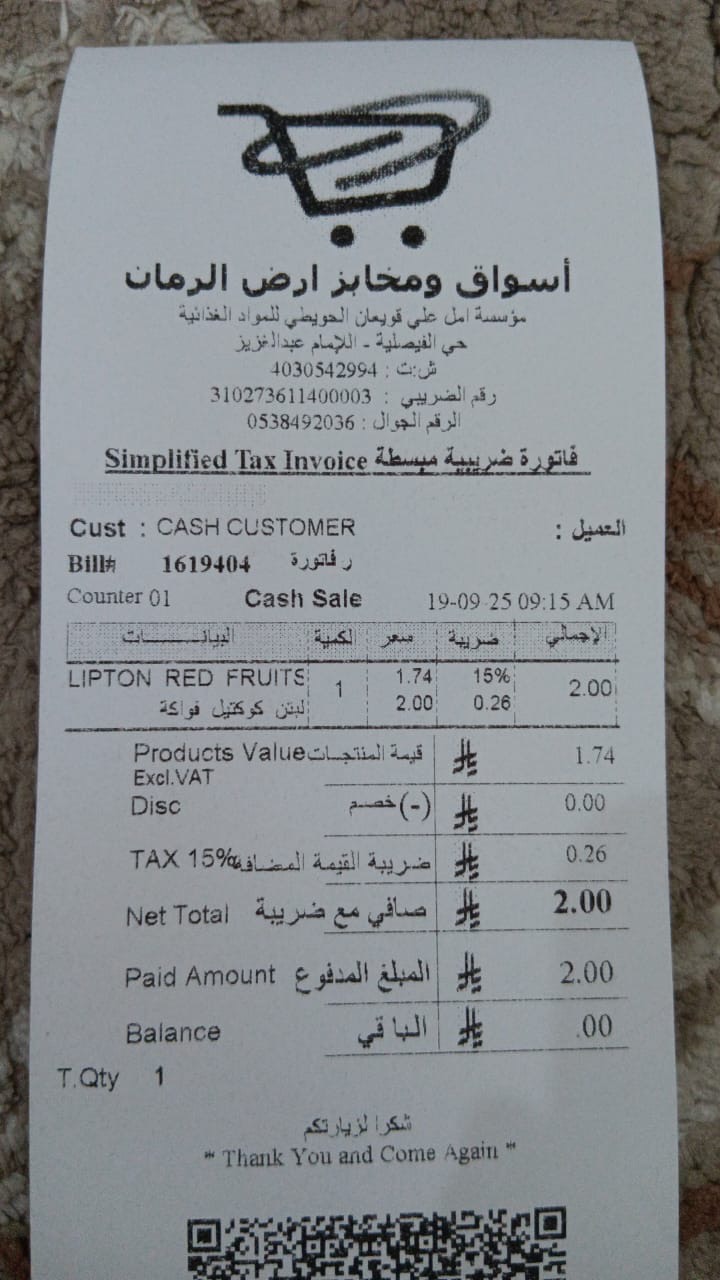 أسواق ومخابز ارض الرمان
مؤسسة امل علي قويعان الحويطي للمواد الغذائية
حي الفيصلية - اللإمام عبدالعزيز
ش:ت : 4030542994
رقم الضريبي : 310273611400003
الرقم الجوال : 0538492036
Simplified Tax Invoice فاتورة ضريبية مبسطة
Cust : CASH CUSTOMER العميل :
Bill# 1619404 ر فاتورة
Counter 01 Cash Sale 19-09-25 09:15 AM
البيانات لكمية سعر ضريبة الإجمالي
LIPTON RED FRUITS 1 1.74 15% 2.00
لبتن كوكتيل فواكة 2.00 0.26
Products Value قيمة المنتجات 1.74
Excl.VAT
Disc خصم(-) 0.00
TAX 15% ضريبة القيمة المضافة 0.26
Net Total صافي مع ضريبة 2.00
Paid Amount المبلغ المدفوع 2.00
Balance الباقي .00
T.Qty 1
شكرا لزيارتكم
" Thank You and Come Again "